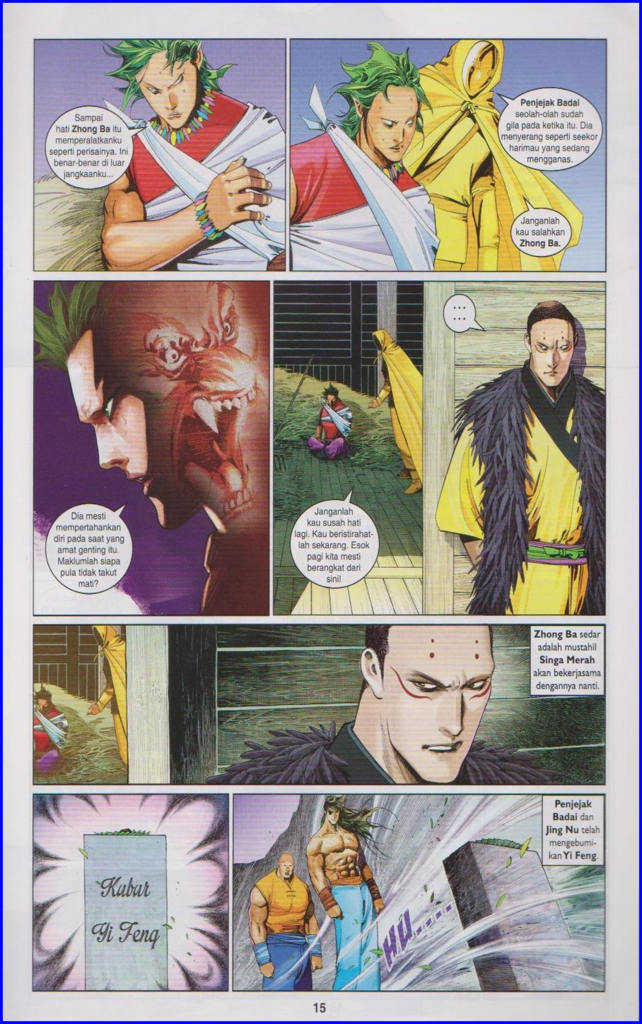 Sampai
hati Zhong Ba itu
memperalatkanku
seperti perisainya. Ini
benar-benar di luar
jangkaanku...
Penjejak Badai
seolah-olah sudah
gila pada ketika itu. Dia
menyerang seperti seekor
harimau yang sedang
mengganas.
Janganlah
kau salahkan
Zhong Ba.
Dia mesti
mempertahankan
diri pada saat yang
amat genting itu.
Maklumlah siapa
pula tidak takut
mati?
Janganlah
kau susah hati
lagi. Kau beristirahat-
lah sekarang. Esok
pagi kita mesti
berangkat dari
sini!
...
...
Zhong Ba sedar
adalah mustahil
Singa Merah
akan bekerjasama
dengannya nanti.
Kubur
Yi Feng
Penjejak
Badai dan
Jing Nu telah
mengebumi-
kan Yi Feng.
HU......
15